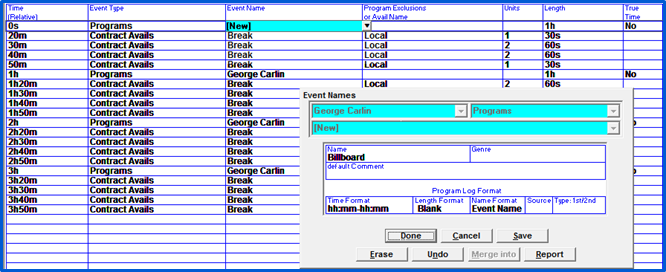 Time (Relative) Event Type Event Name Program Exclusions or Avail Name Units Length True Time
0s Programs [New] 1h No
20m Contract Avails Break Local 1 30s
30m Contract Avails Break Local 2 60s
40m Contract Avails Break Local 2 60s
50m Contract Avails Break Local 1 30s
1h Programs George Carlin 1h No
1h20m Contract Avails Break Local 2 60s
1h30m Contract Avails Break
1h40m Contract Avails Break
1h50m Contract Avails Break
2h Programs George Carlin
2h20m Contract Avails Break
2h30m Contract Avails Break
2h40m Contract Avails Break
2h50m Contract Avails Break
3h Programs George Carlin
3h20m Contract Avails Break
3h30m Contract Avails Break
3h40m Contract Avails Break
3h50m Contract Avails Break
Event Names
George Carlin Programs
[New]
Name Genre
Billboard
default Comment
Program Log Format
Time Format Length Format Name Format Source Type: 1st/2nd
hh:mm-hh:mm Blank Event Name
Done Cancel Save
Erase Undo Merge into Report